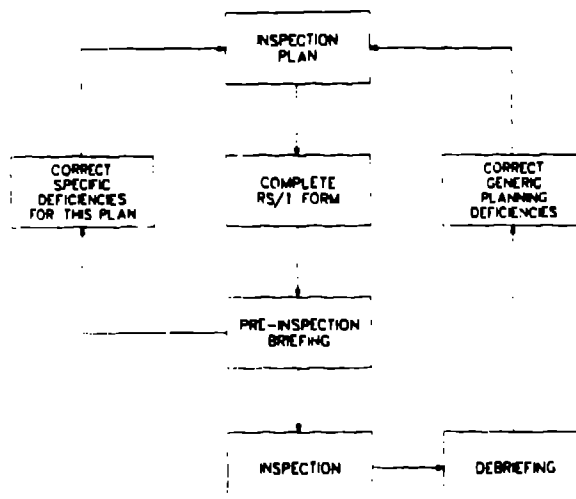 INSPECTION
PLAN
CORRECT
SPECIFIC
DEFICIENCIES
FOR THIS PLAN
COMPLETE
RS/1 FORM
CORRECT
GENERIC
PLANNING
DEFICIENCIES
PRE-INSPECTION
BRIEFING
INSPECTION
DEBRIEFING